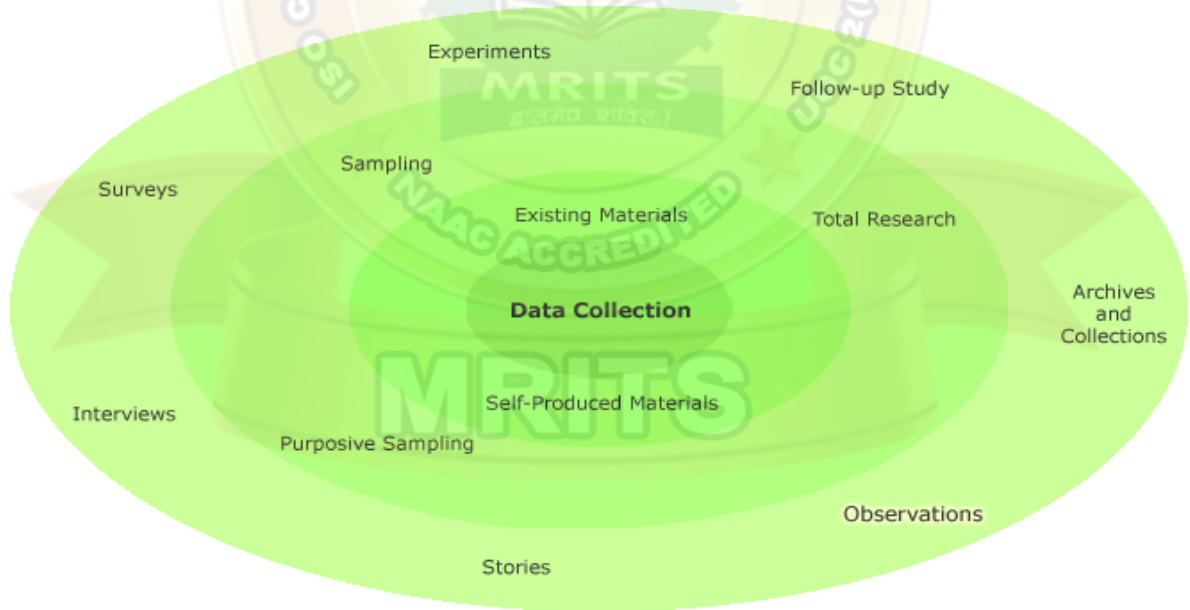 Experiments
MRITS
Follow-up Study
Sampling
Surveys
NAAC ACCREDITED
Existing Materials
Total Research
Data Collection
Archives
and
Collections
MRITS
Self-Produced Materials
Interviews
Purposive Sampling
Observations
Stories